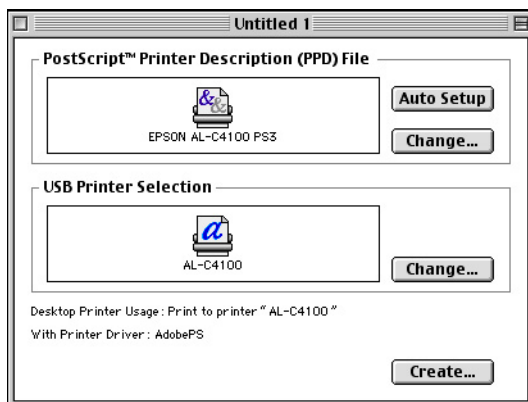 Untitled 1
PostScript™ Printer Description (PPD) File
EPSON AL-C4100 PS3
Auto Setup
Change...
USB Printer Selection
AL-C4100
Change...
Desktop Printer Usage : Print to printer " AL-C4100 "
With Printer Driver : AdobePS
Create...